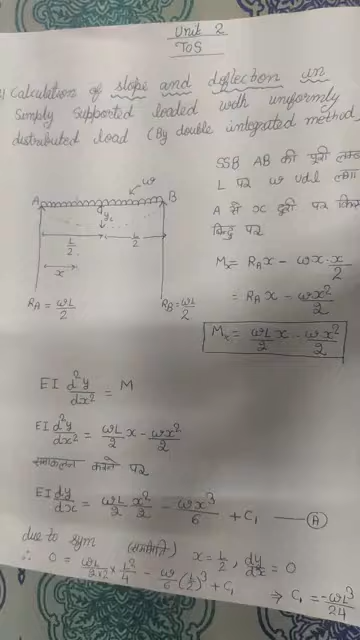 Unit 2
TOS
Calculation of slope and deflection in
Simply supported loaded with uniformly
distributed load (By double integrated method
SSB AB की पूरी लम्ब
L पर w udl लगा
A से x दूरी पर किस
बिन्दु पर
w
A B
yc
L/2 L/2
x
RA = wL/2 RB = wL/2
Mx = RA x - wx·x/2
= RA x - wx²/2
Mx = wL/2 x - wx²/2
EI d²y/dx² = M
EI d²y/dx² = wL/2 x - wx²/2
समाकलन करने पर
EI dy/dx = wL/2 x²/2 - wx³/6 + C₁ — (A)
due to sym (सममिति) x = L/2, dy/dx = 0
∴ 0 = wL/2×2 × L²/4 - w/6 (L/2)³ + C₁ ⇒ C₁ = -wL³/24